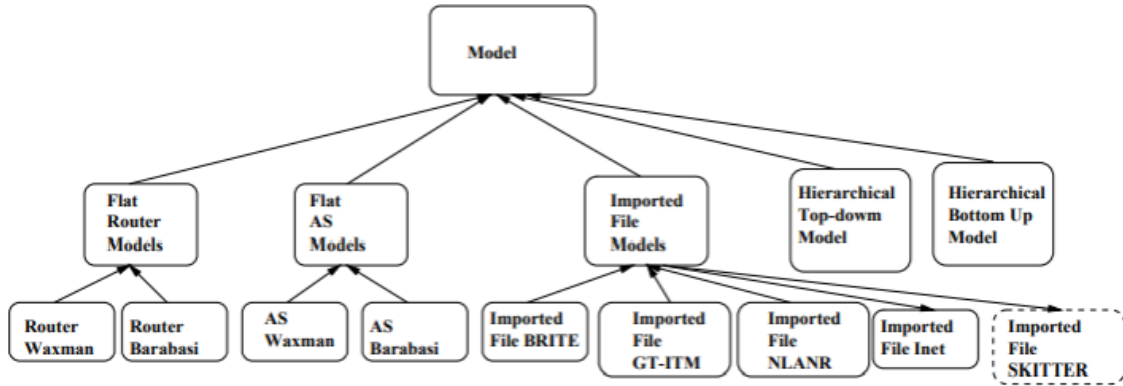 Model
Flat
Router
Models
Flat
AS
Models
Imported
File
Models
Hierarchical
Top-dowm
Model
Hierarchical
Bottom Up
Model
Router
Waxman
Router
Barabasi
AS
Waxman
AS
Barabasi
Imported
File BRITE
Imported
File
GT-ITM
Imported
File
NLANR
Imported
File Inet
Imported
File
SKITTER